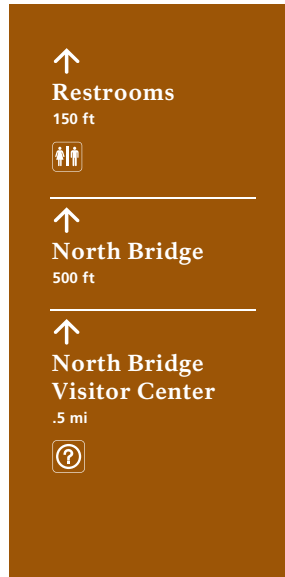 Restrooms
150 ft
North Bridge
500 ft
North Bridge
Visitor Center
.5 mi
?